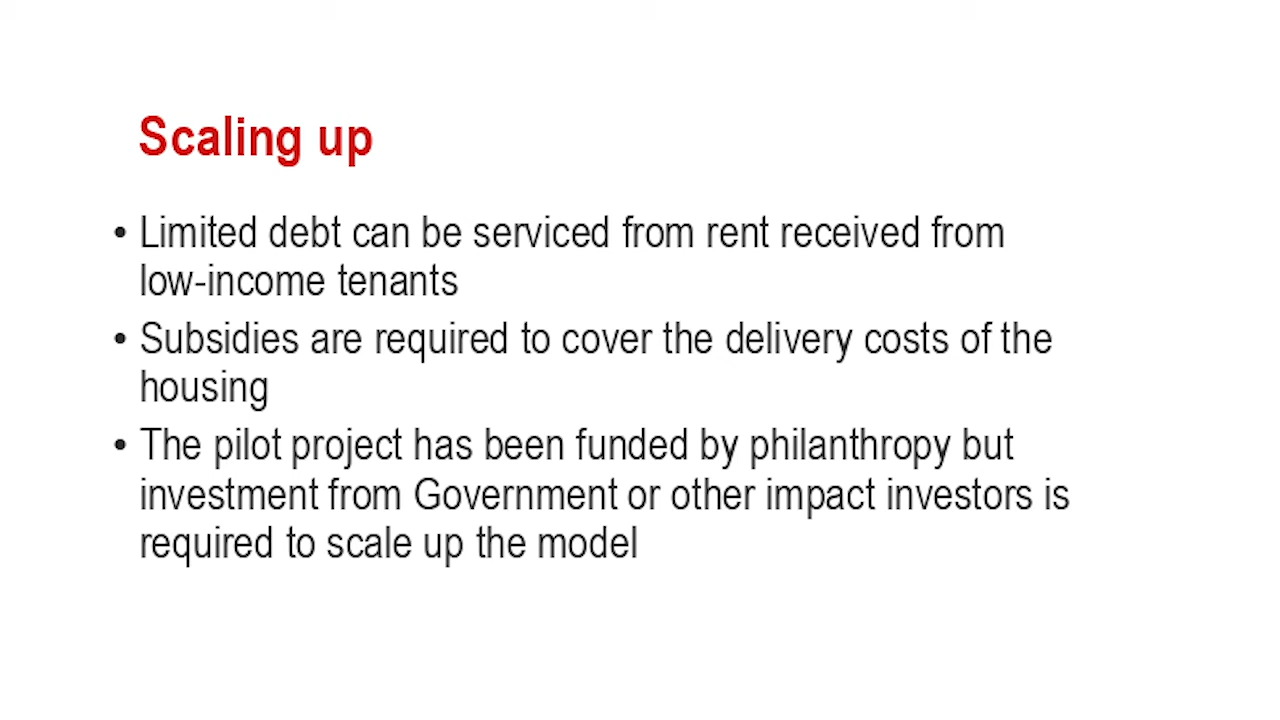 Scaling up
• Limited debt can be serviced from rent received from
low-income tenants
• Subsidies are required to cover the delivery costs of the
housing
• The pilot project has been funded by philanthropy but
investment from Government or other impact investors is
required to scale up the model